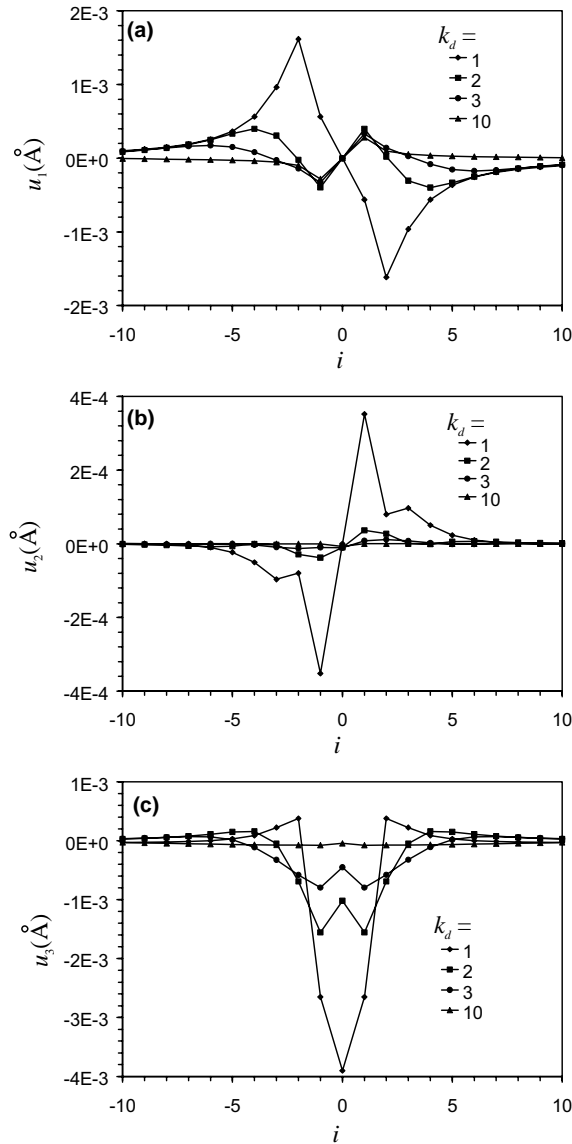 (a)
2E-3
1E-3
0E+0
-1E-3
-2E-3
u₁(Å)
k_d =
1
2
3
10
-10 -5 0 5 10
i
(b)
4E-4
2E-4
0E+0
-2E-4
-4E-4
u₂(Å)
k_d =
1
2
3
10
-10 -5 0 5 10
i
(c)
1E-3
0E+0
-1E-3
-2E-3
-3E-3
-4E-3
u₃(Å)
k_d =
1
2
3
10
-10 -5 0 5 10
i